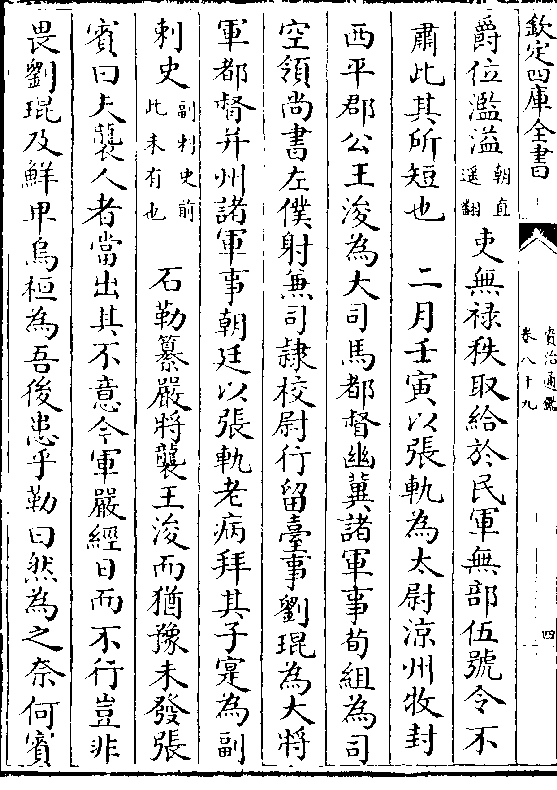 欽定四庫全書
資治通鑑
卷八十九
四
爵位濫溢朝直遥翻吏無禄秩取給於民軍無部伍號令不
肅此其所短也　二月壬寅以張軌為太尉涼州牧封
西平郡公王浚為大司馬都督幽冀諸軍事荀組為司
空領尚書左僕射兼司隷校尉行留臺事劉琨為大將
軍都督并州諸軍事朝廷以張軌老病拜其子寔為副
刺史副刺史前此未有也　石勒纂嚴將襲王浚而猶豫未發張
賓曰夫襲人者當出其不意今軍嚴經日而不行豈非
畏劉琨及鮮卑烏桓為吾後患乎勒曰然為之奈何賓